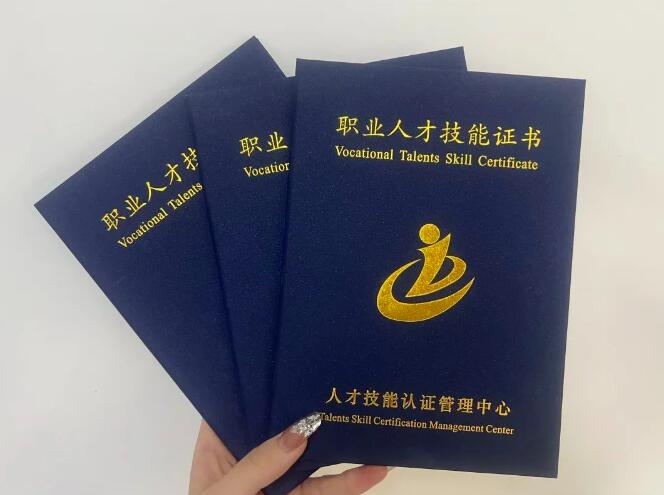 职业人才技
Vocational Talents
职业
Vocation
职业人才技能证书
Vocational Talents Skill Certificate
人才技能认证管理中心
Talents Skill Certification Management Center